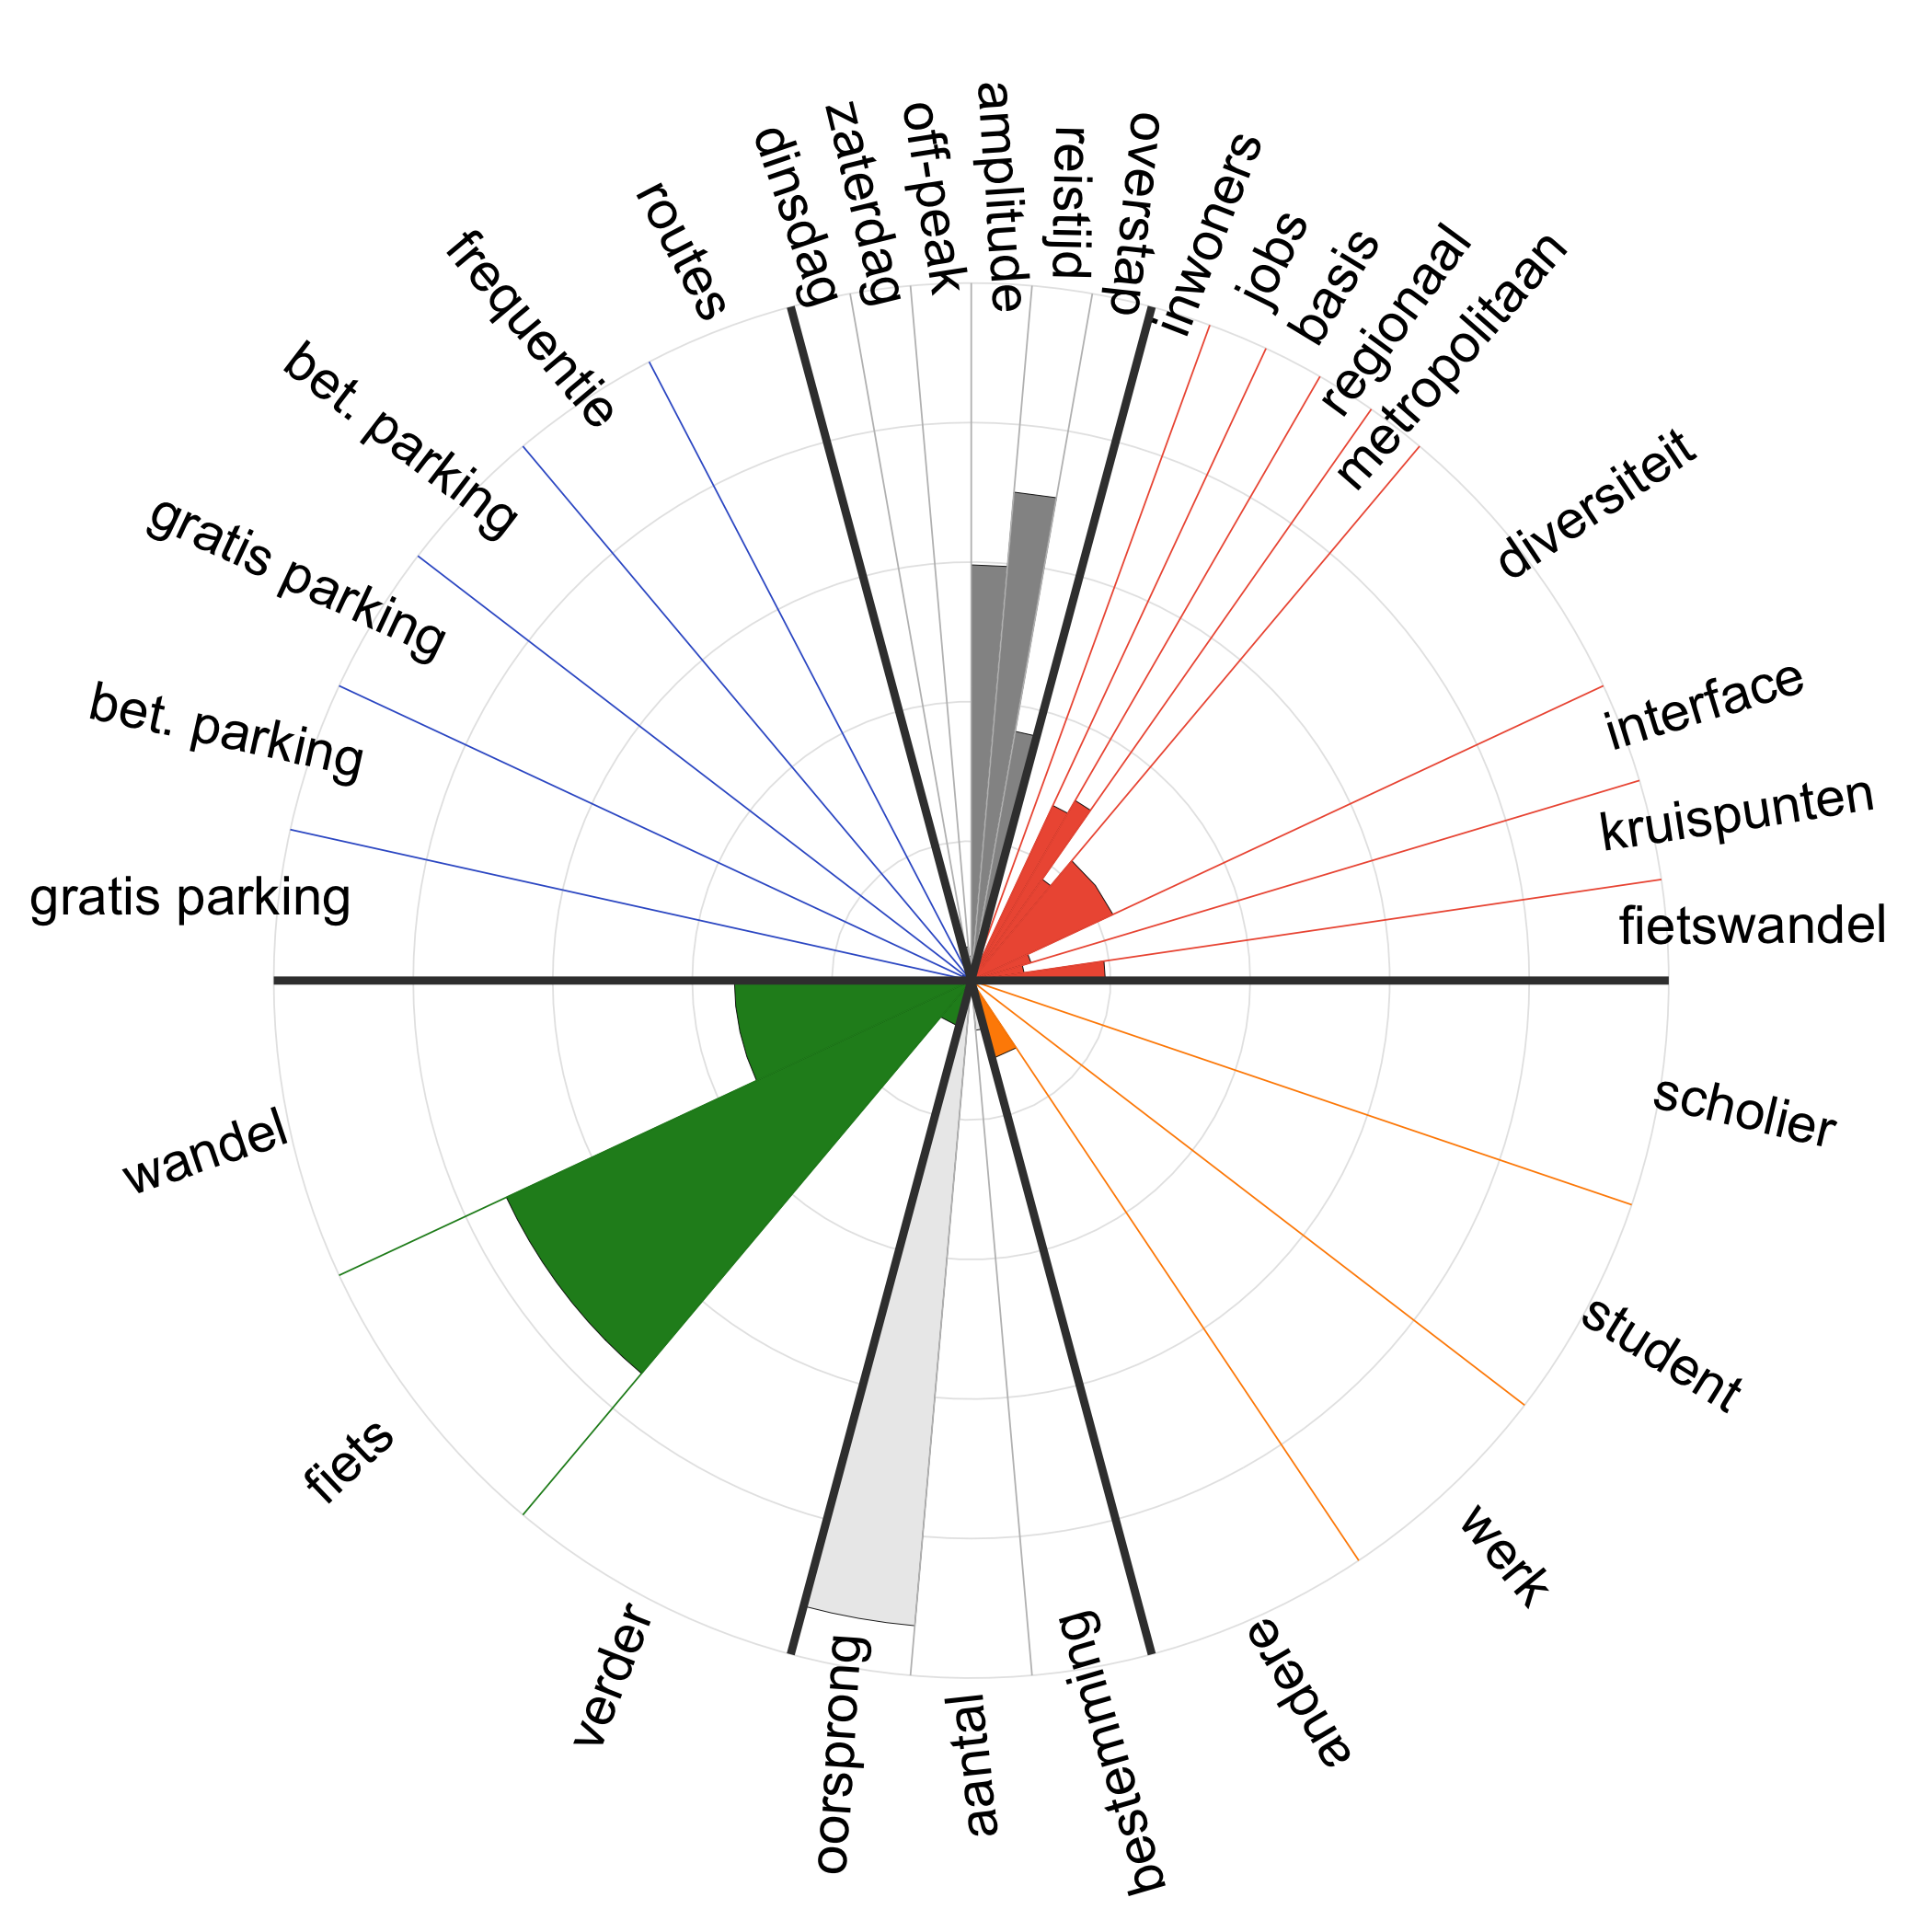 dinsdag
zaterdag
off-peak
amplitude
reistijd
overstap
inwoners
jobs
basis
regionaal
metropolitaan
diversiteit
interface
kruispunten
fietswandel
scholier
student
werk
andere
bestemming
aantal
oorsprong
verder
fiets
wandel
gratis parking
bet. parking
gratis parking
bet. parking
frequentie
routes